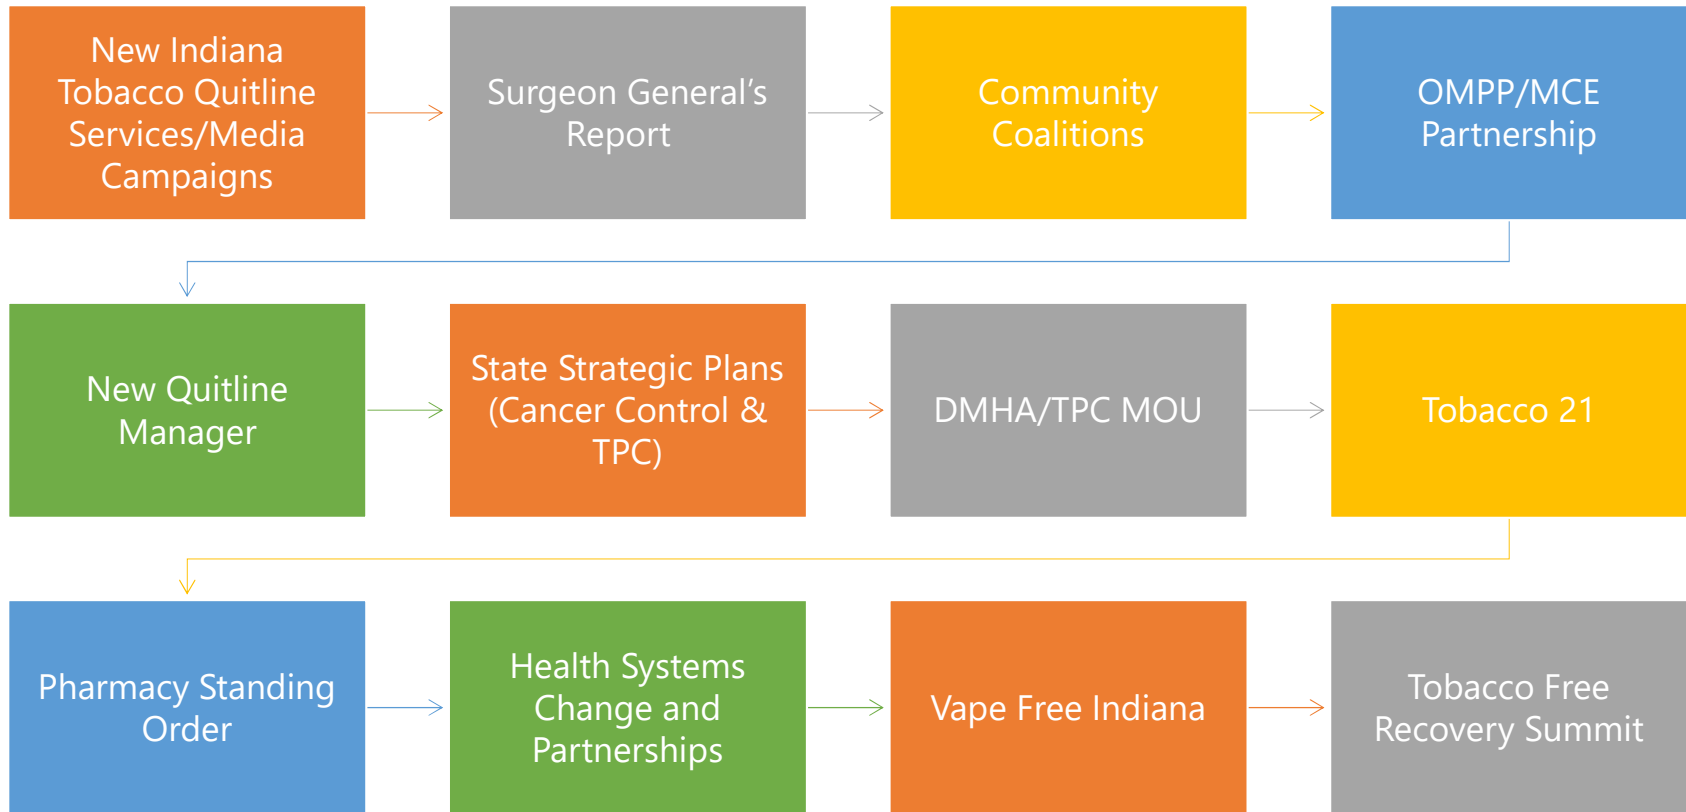 New Indiana
Tobacco Quitline
Services/Media
Campaigns
Surgeon General’s
Report
Community
Coalitions
OMPP/MCE
Partnership
New Quitline
Manager
State Strategic Plans
(Cancer Control &
TPC)
DMHA/TPC MOU
Tobacco 21
Pharmacy Standing
Order
Health Systems
Change and
Partnerships
Vape Free Indiana
Tobacco Free
Recovery Summit